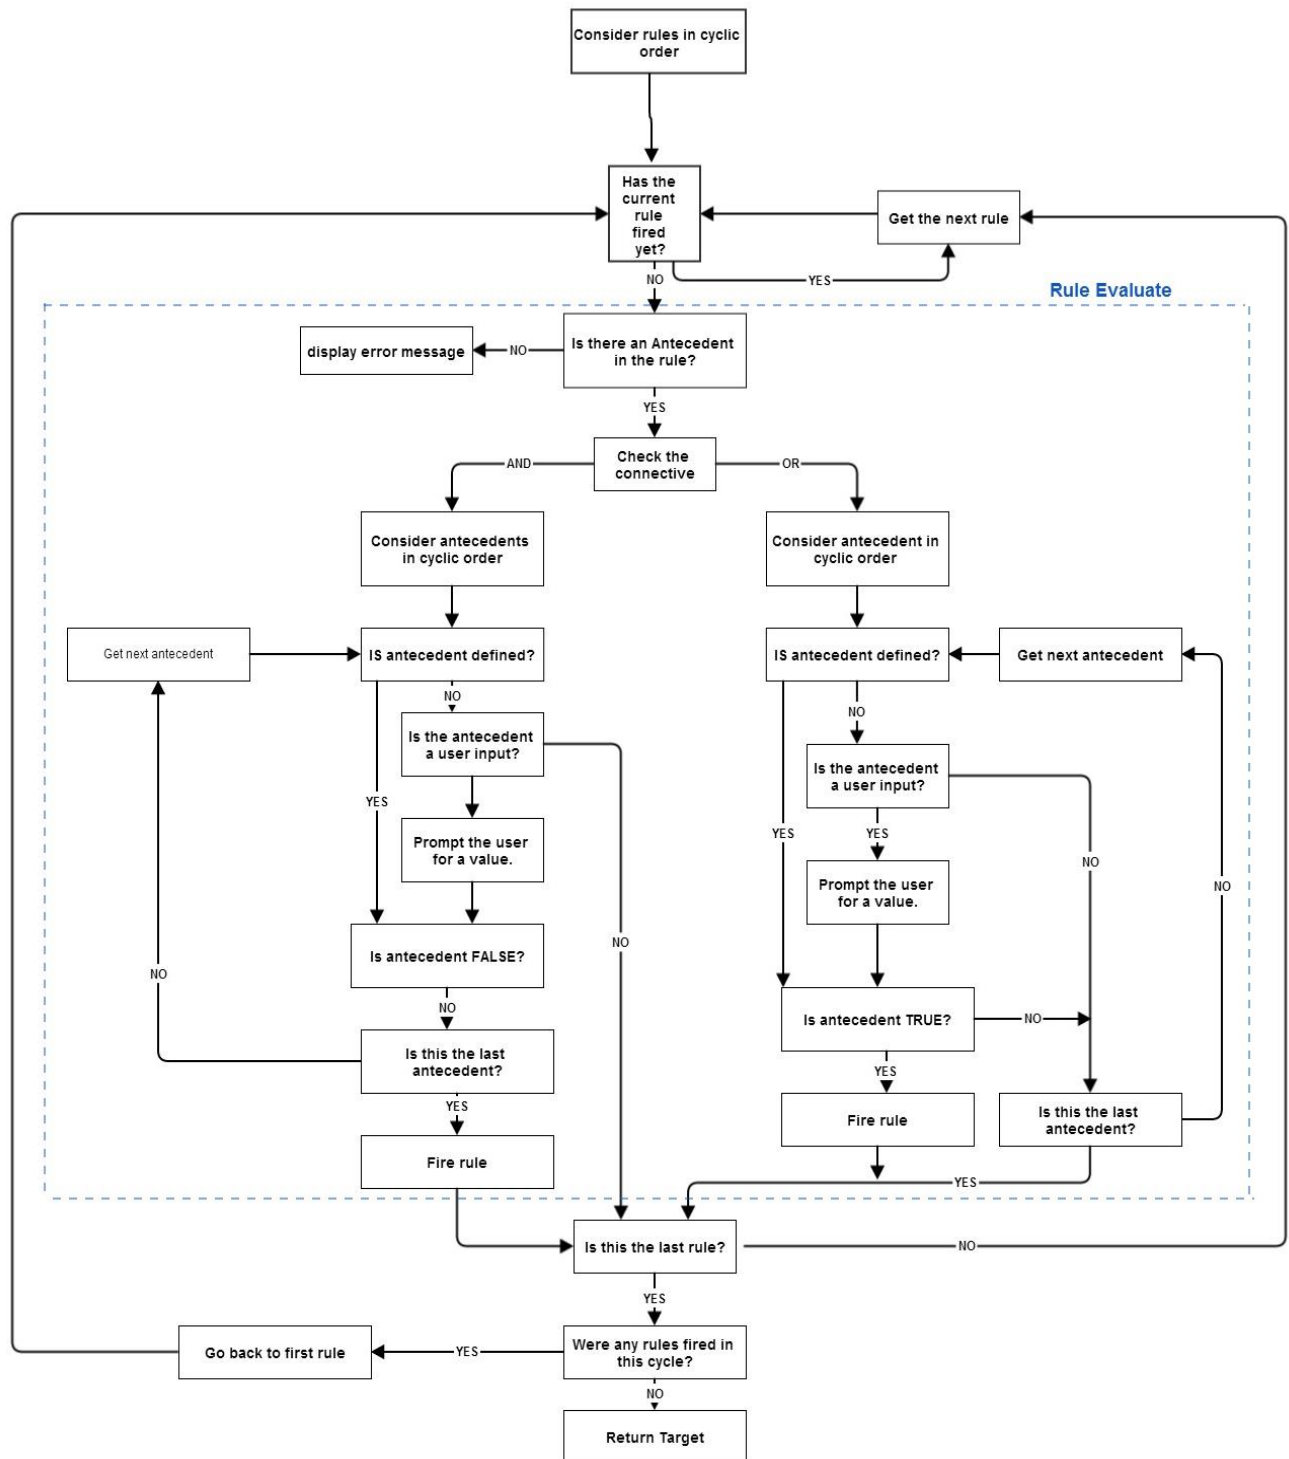 Consider rules in cyclic
order
Has the
current
rule
fired
yet?
Get the next rule
YES
NO
Rule Evaluate
Is there an Antecedent
in the rule?
NO
display error message
YES
Check the
connective
AND
OR
Consider antecedents
in cyclic order
Consider antecedent in
cyclic order
Get next antecedent
IS antecedent defined?
IS antecedent defined?
Get next antecedent
NO
NO
Is the antecedent
a user input?
Is the antecedent
a user input?
YES
YES
YES
Prompt the user
for a value.
Prompt the user
for a value.
NO
NO
NO
Is antecedent FALSE?
NO
NO
Is antecedent TRUE?
NO
Is this the last
antecedent?
YES
YES
Fire rule
Is this the last
antecedent?
Fire rule
YES
Is this the last rule?
NO
YES
Were any rules fired in
this cycle?
YES
Go back to first rule
NO
Return Target